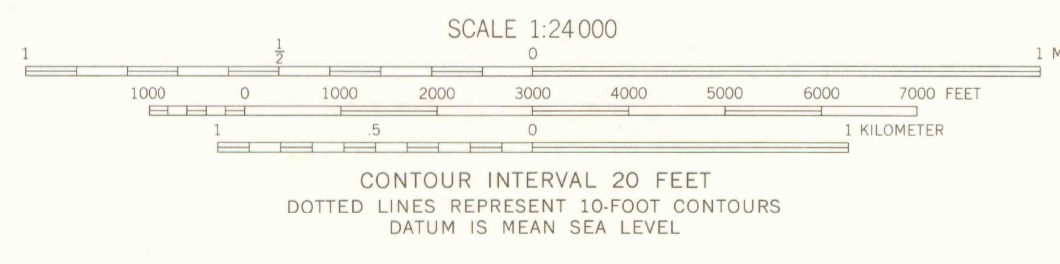 SCALE 1:24 000
1 1/2 0 1 M
1000 0 1000 2000 3000 4000 5000 6000 7000 FEET
1 .5 0 1 KILOMETER
CONTOUR INTERVAL 20 FEET
DOTTED LINES REPRESENT 10-FOOT CONTOURS
DATUM IS MEAN SEA LEVEL